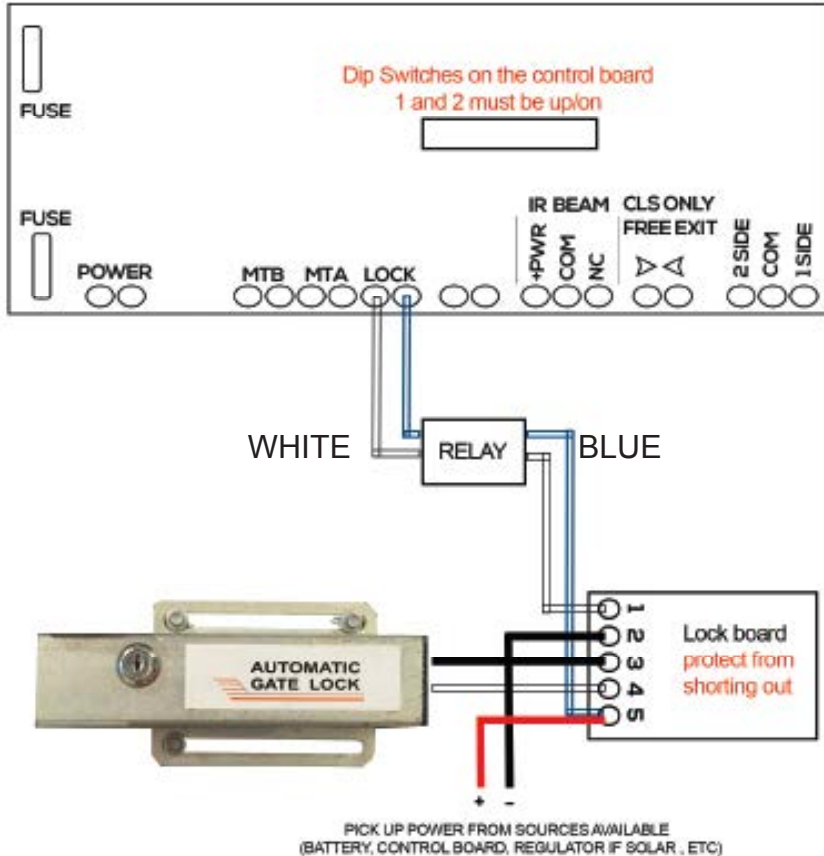 Dip Switches on the control board
1 and 2 must be up/on
FUSE
FUSE
POWER
MTB
MTA
LOCK
IR BEAM
+PWR
COM
NC
CLS ONLY
FREE EXIT
2 SIDE
COM
1 SIDE
WHITE
RELAY
BLUE
1
2
3
4
5
Lock board
protect from
shorting out
AUTOMATIC
GATE LOCK
+ -
PICK UP POWER FROM SOURCES AVAILABLE
(BATTERY, CONTROL BOARD, REGULATOR IF SOLAR , ETC)